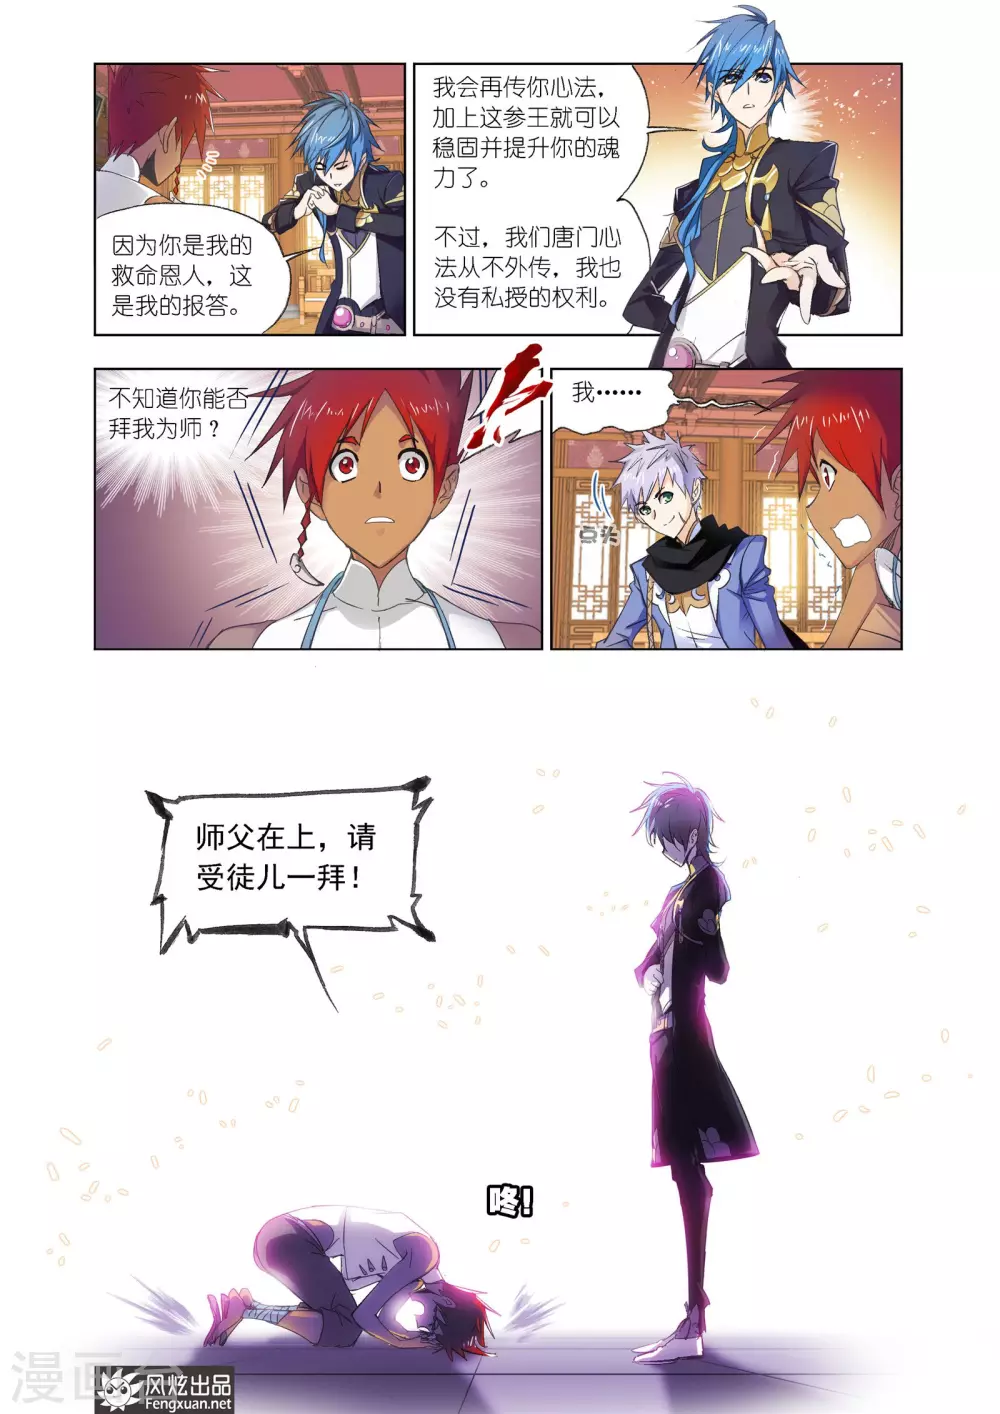 因为你是我的
救命恩人，这
是我的报答。
我会再传你心法，
加上这参王就可以
稳固并提升你的魂
力了。
不过，我们唐门心
法从不外传，我也
没有私授的权利。
不知道你能否
拜我为师？
我……
点头
师父在上，请
受徒儿一拜！
咚！
漫画台
风炫出品
Fengxuan.net